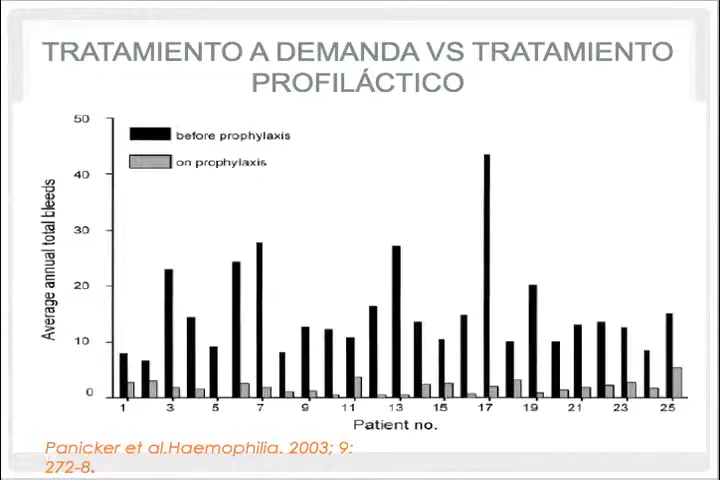 TRATAMIENTO A DEMANDA VS TRATAMIENTO
PROFILÁCTICO
50
before prophylaxis
on prophylaxis
40
30
20
10
0
Average annual total bleeds
1 3 5 7 9 11 13 15 17 19 21 23 25
Patient no.
Panicker et al.Haemophilia. 2003; 9:
272-8.